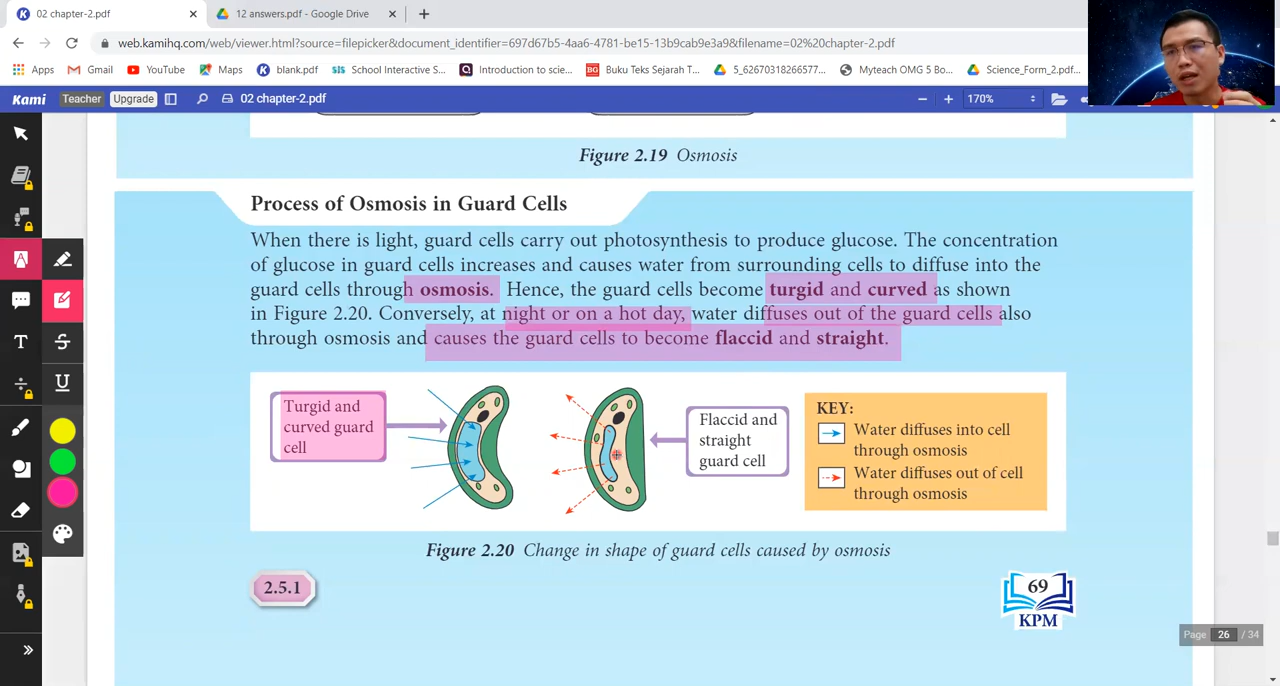 02 chapter-2.pdf
12 answers.pdf - Google Drive
web.kamihq.com/web/viewer.html?source=filepicker&document_identifier=697d67b5-4aa6-4781-be15-13b9cab9e3a9&filename=02%20chapter-2.pdf
Apps Gmail YouTube Maps blank.pdf School Interactive S... Introduction to scie... Buku Teks Sejarah T... 5_62670318266577... Myteach OMG 5 Bo... Science_Form_2.pd...
Kami Teacher Upgrade 02 chapter-2.pdf 170%
Figure 2.19 Osmosis
Process of Osmosis in Guard Cells
When there is light, guard cells carry out photosynthesis to produce glucose. The concentration
of glucose in guard cells increases and causes water from surrounding cells to diffuse into the
guard cells through osmosis. Hence, the guard cells become turgid and curved as shown
in Figure 2.20. Conversely, at night or on a hot day, water diffuses out of the guard cells also
through osmosis and causes the guard cells to become flaccid and straight.
Turgid and
curved guard
cell
Flaccid and
straight
guard cell
KEY:
Water diffuses into cell
through osmosis
Water diffuses out of cell
through osmosis
Figure 2.20 Change in shape of guard cells caused by osmosis
2.5.1
69
KPM
Page 26 / 34